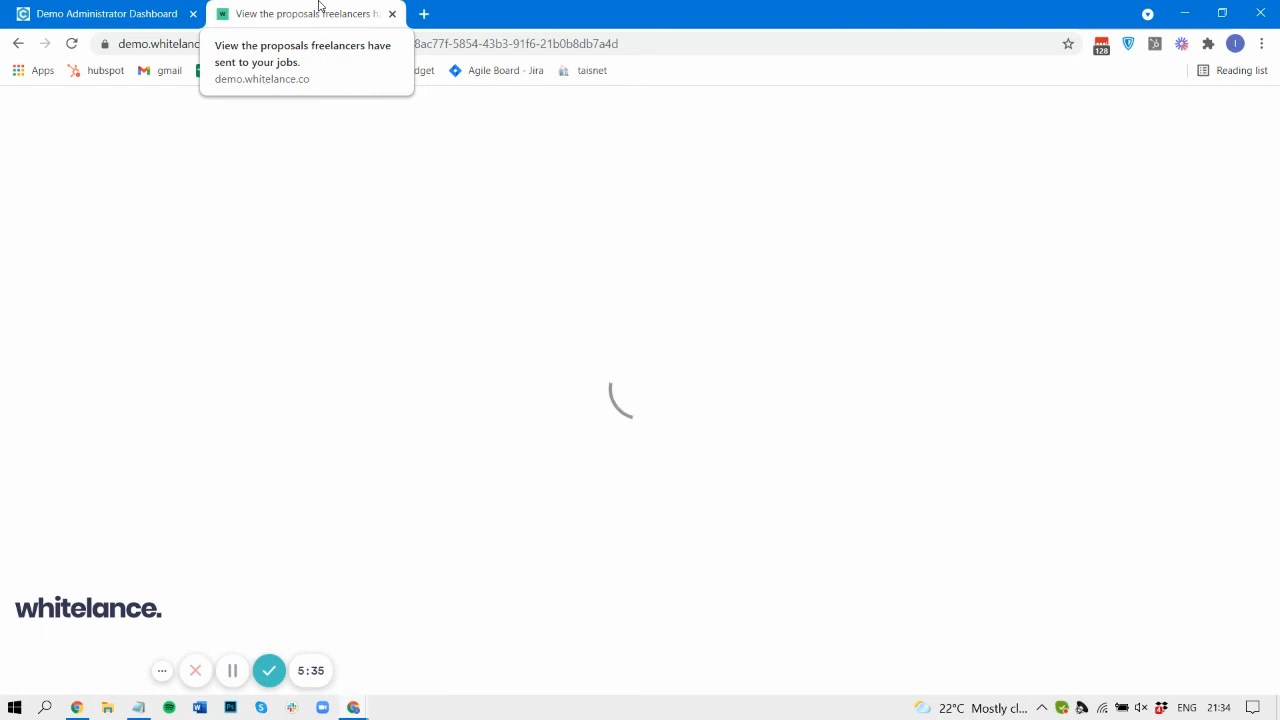 Demo Administrator Dashboard
View the proposals freelancers h
demo.whitelanc
8ac77f-5854-43b3-91f6-21b0b8db7a4d
View the proposals freelancers have
sent to your jobs.
demo.whitelance.co
128
I
Apps
hubspot
gmail
dget
Agile Board - Jira
taisnet
Reading list
whitelance.
5:35
22°C Mostly cl...
ENG
21:34